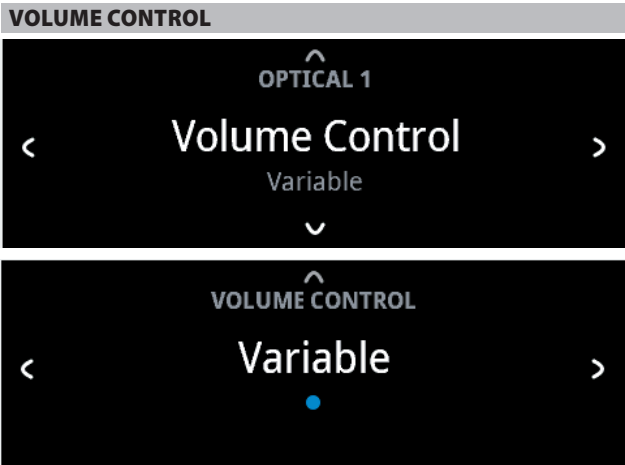 VOLUME CONTROL
OPTICAL 1
Volume Control
Variable
VOLUME CONTROL
Variable